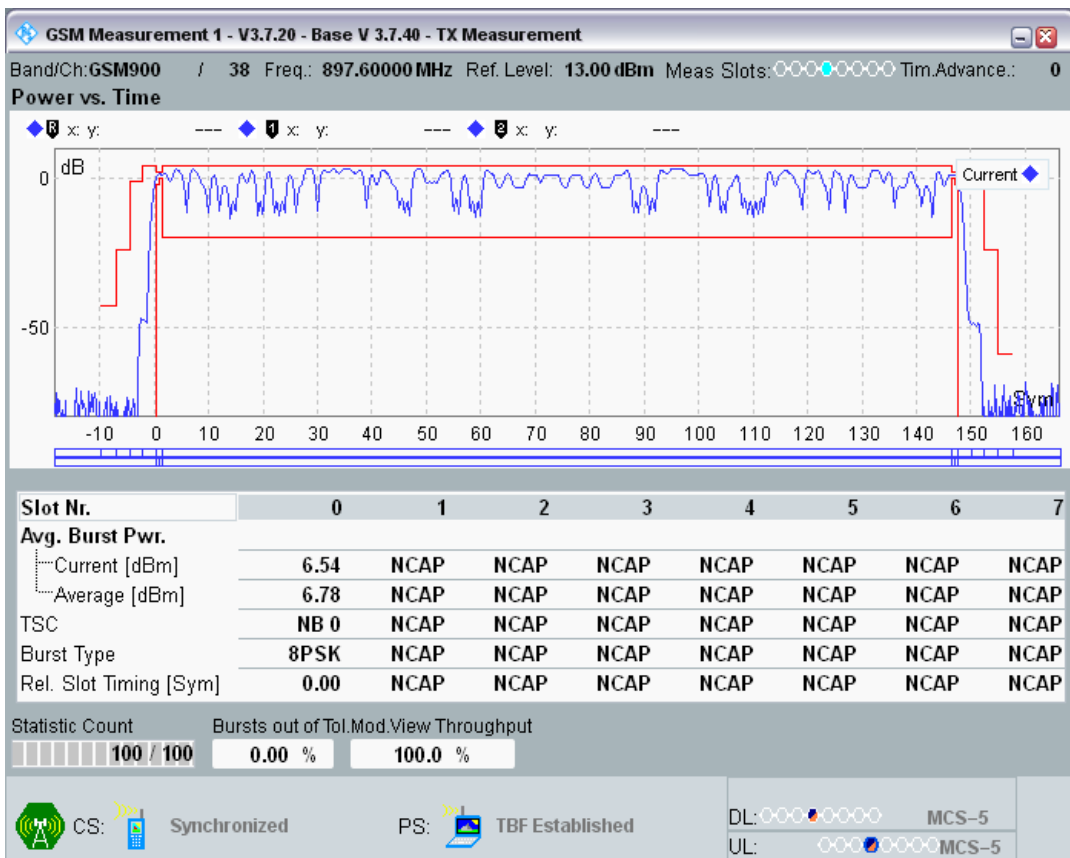 GSM Measurement 1 - V3.7.20 - Base V 3.7.40 - TX Measurement
Band/Ch:GSM900 / 38 Freq.: 897.60000 MHz Ref. Level: 13.00 dBm Meas Slots: Tim.Advance.: 0
Power vs. Time
R x: y: --- 1 x: y: --- 2 x: y: ---
dB
Current
0
-50
Sym
-10 0 10 20 30 40 50 60 70 80 90 100 110 120 130 140 150 160
Slot Nr. 0 1 2 3 4 5 6 7
Avg. Burst Pwr.
Current [dBm] 6.54 NCAP NCAP NCAP NCAP NCAP NCAP NCAP
Average [dBm] 6.78 NCAP NCAP NCAP NCAP NCAP NCAP NCAP
TSC NB 0 NCAP NCAP NCAP NCAP NCAP NCAP NCAP
Burst Type 8PSK NCAP NCAP NCAP NCAP NCAP NCAP NCAP
Rel. Slot Timing [Sym] 0.00 NCAP NCAP NCAP NCAP NCAP NCAP NCAP
Statistic Count Bursts out of Tol.Mod.View Throughput
100 / 100 0.00 % 100.0 %
CS: Synchronized PS: TBF Established
DL: MCS-5
UL: MCS-5